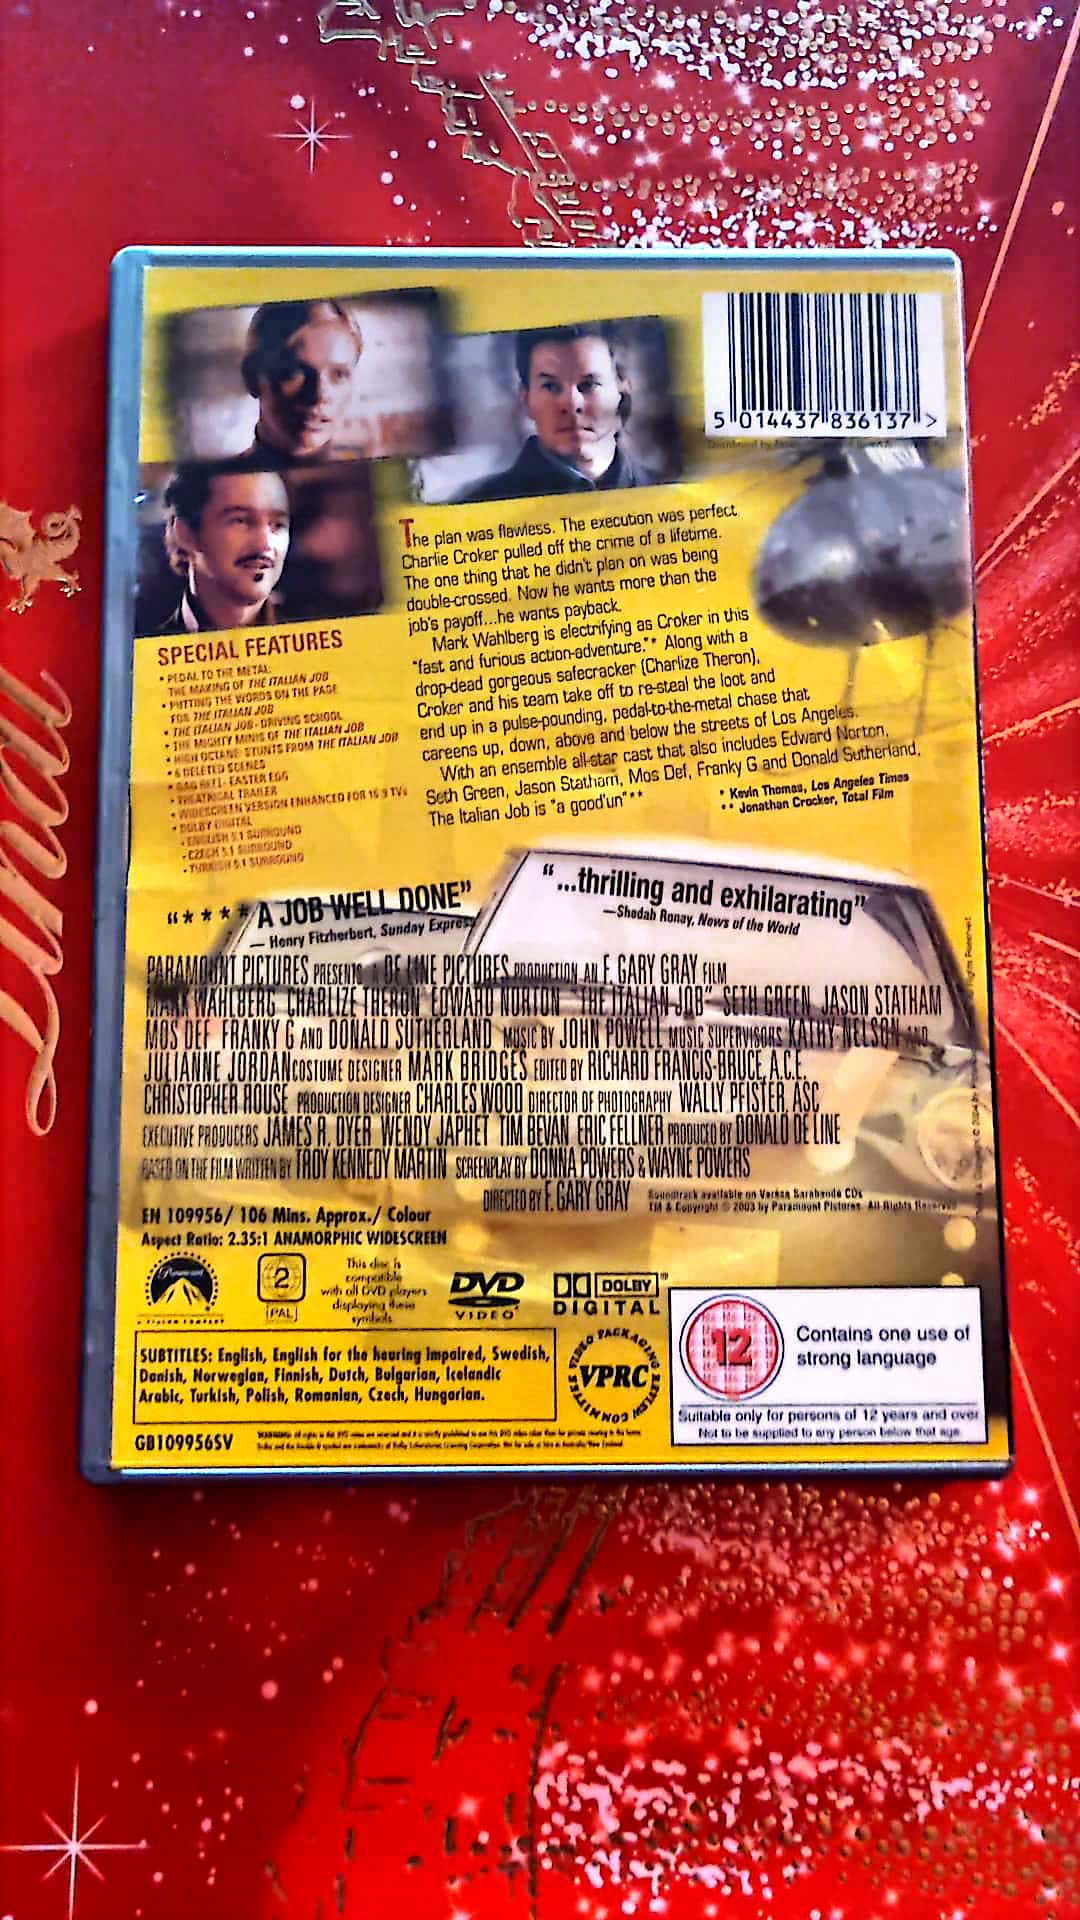 Lindt
5 014437 836137 >
The plan was flawless. The execution was perfect
Charlie Croker pulled off the crime of a lifetime.
The one thing that he didn't plan on was being
double-crossed. Now he wants more than the
job's payoff...he wants payback.
Mark Wahlberg is electrifying as Croker in this
"fast and furious action-adventure."* Along with a
drop-dead gorgeous safecracker (Charlize Theron),
Croker and his team take off to re-steal the loot and
end up in a pulse-pounding, pedal-to-the-metal chase that
careens up, down, above and below the streets of Los Angeles.
With an ensemble all-star cast that also includes Edward Norton,
Seth Green, Jason Statham, Mos Def, Franky G and Donald Sutherland,
The Italian Job is "a good'un"**
* Kevin Thomas, Los Angeles Times
** Jonathan Crocker, Total Film
SPECIAL FEATURES
• PEDAL TO THE METAL:
THE MAKING OF THE ITALIAN JOB
• PUTTING THE WORDS ON THE PAGE
FOR THE ITALIAN JOB
• THE ITALIAN JOB - DRIVING SCHOOL
• THE MIGHTY MINIS OF THE ITALIAN JOB
• HIGH OCTANE: STUNTS FROM THE ITALIAN JOB
• 6 DELETED SCENES
• GAG REEL - EASTER EGG
• THEATRICAL TRAILER
• WIDESCREEN VERSION ENHANCED FOR 16:9 TVs
• DOLBY DIGITAL
- ENGLISH 5.1 SURROUND
- CZECH 5.1 SURROUND
- TURKISH 5.1 SURROUND
"★★★★ A JOB WELL DONE"
— Henry Fitzherbert, Sunday Express
"...thrilling and exhilarating"
—Shadah Ronay, News of the World
PARAMOUNT PICTURES PRESENTS A DE LINE PICTURES PRODUCTION AN F. GARY GRAY FILM
MARK WAHLBERG CHARLIZE THERON EDWARD NORTON "THE ITALIAN JOB" SETH GREEN JASON STATHAM
MOS DEF FRANKY G AND DONALD SUTHERLAND MUSIC BY JOHN POWELL MUSIC SUPERVISORS KATHY NELSON AND
JULIANNE JORDAN COSTUME DESIGNER MARK BRIDGES EDITED BY RICHARD FRANCIS-BRUCE, A.C.E.
CHRISTOPHER ROUSE PRODUCTION DESIGNER CHARLES WOOD DIRECTOR OF PHOTOGRAPHY WALLY PFISTER, ASC
EXECUTIVE PRODUCERS JAMES R. DYER WENDY JAPHET TIM BEVAN ERIC FELLNER PRODUCED BY DONALD DE LINE
BASED ON THE FILM WRITTEN BY TROY KENNEDY MARTIN SCREENPLAY BY DONNA POWERS & WAYNE POWERS
DIRECTED BY F. GARY GRAY
Soundtrack available on Varèse Sarabande CDs
TM & Copyright © 2003 by Paramount Pictures. All Rights Reserved
EN 109956/ 106 Mins. Approx./ Colour
Aspect Ratio: 2.35:1 ANAMORPHIC WIDESCREEN
Paramount
2
PAL
This disc is
compatible
with all DVD players
displaying these
symbols.
DVD
VIDEO
DOLBY
DIGITAL
SUBTITLES: English, English for the hearing impaired, Swedish,
Danish, Norwegian, Finnish, Dutch, Bulgarian, Icelandic
Arabic, Turkish, Polish, Romanian, Czech, Hungarian.
VIDEO PACKAGING REVIEW COMMITTEE
VPRC
12
Contains one use of
strong language
Suitable only for persons of 12 years and over
Not to be supplied to any person below that age.
GB109956SV